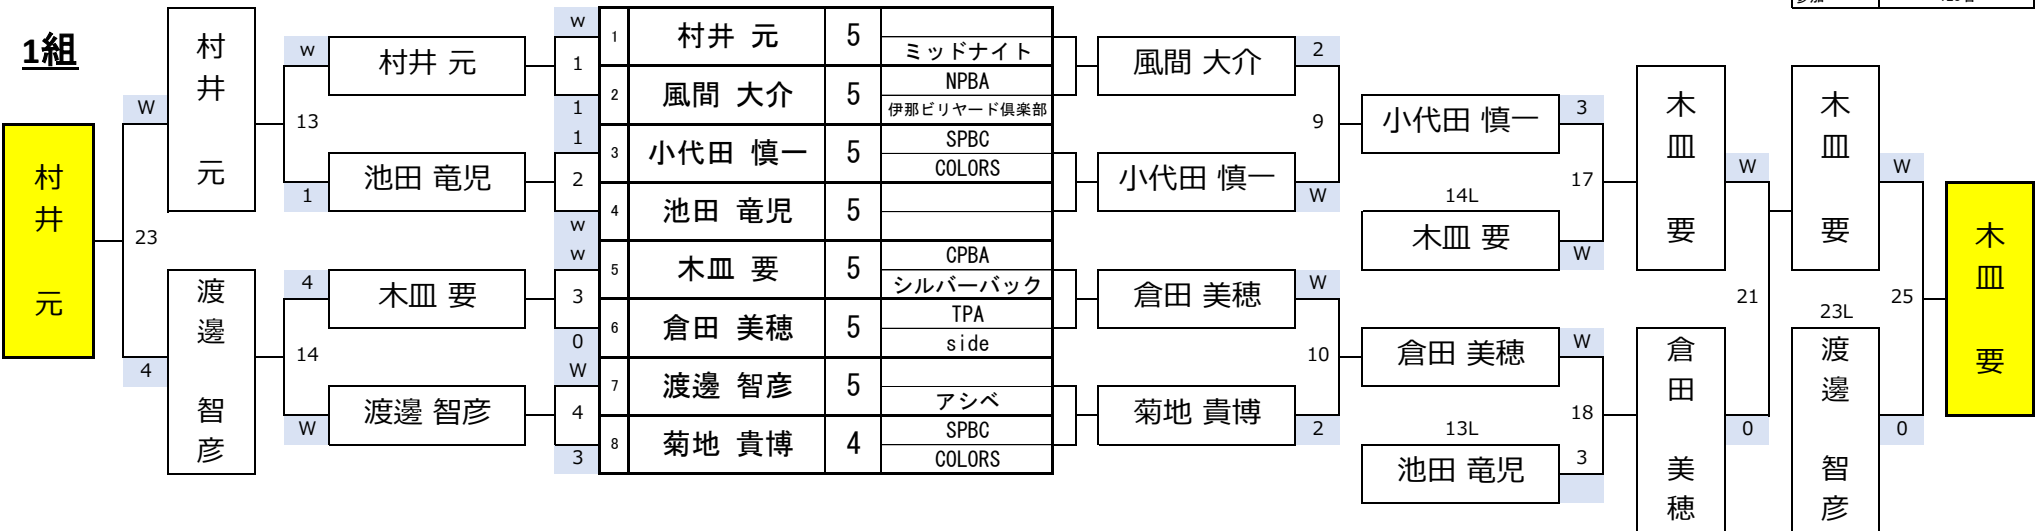 1組
村井 元
W
23
4
村井 元
渡邊 智彦
w
13
1
4
14
W
村井 元
池田 竜児
木皿 要
渡邊 智彦
w
1
1
1
2
w
w
3
0
W
4
3
1 村井 元 5
ミッドナイト
2 風間 大介 5 NPBA
伊那ビリヤード倶楽部
3 小代田 慎一 5 SPBC
COLORS
4 池田 竜児 5
5 木皿 要 5 CPBA
シルバーバック
6 倉田 美穂 5 TPA
side
7 渡邊 智彦 5
アシベ
8 菊地 貴博 4 SPBC
COLORS
風間 大介
小代田 慎一
倉田 美穂
菊地 貴博
2
9
W
W
10
2
小代田 慎一
14L
木皿 要
倉田 美穂
13L
池田 竜児
3
17
W
W
18
3
木皿 要
倉田 美穂
W
21
0
木皿 要
23L
渡邊 智彦
W
25
0
木皿 要